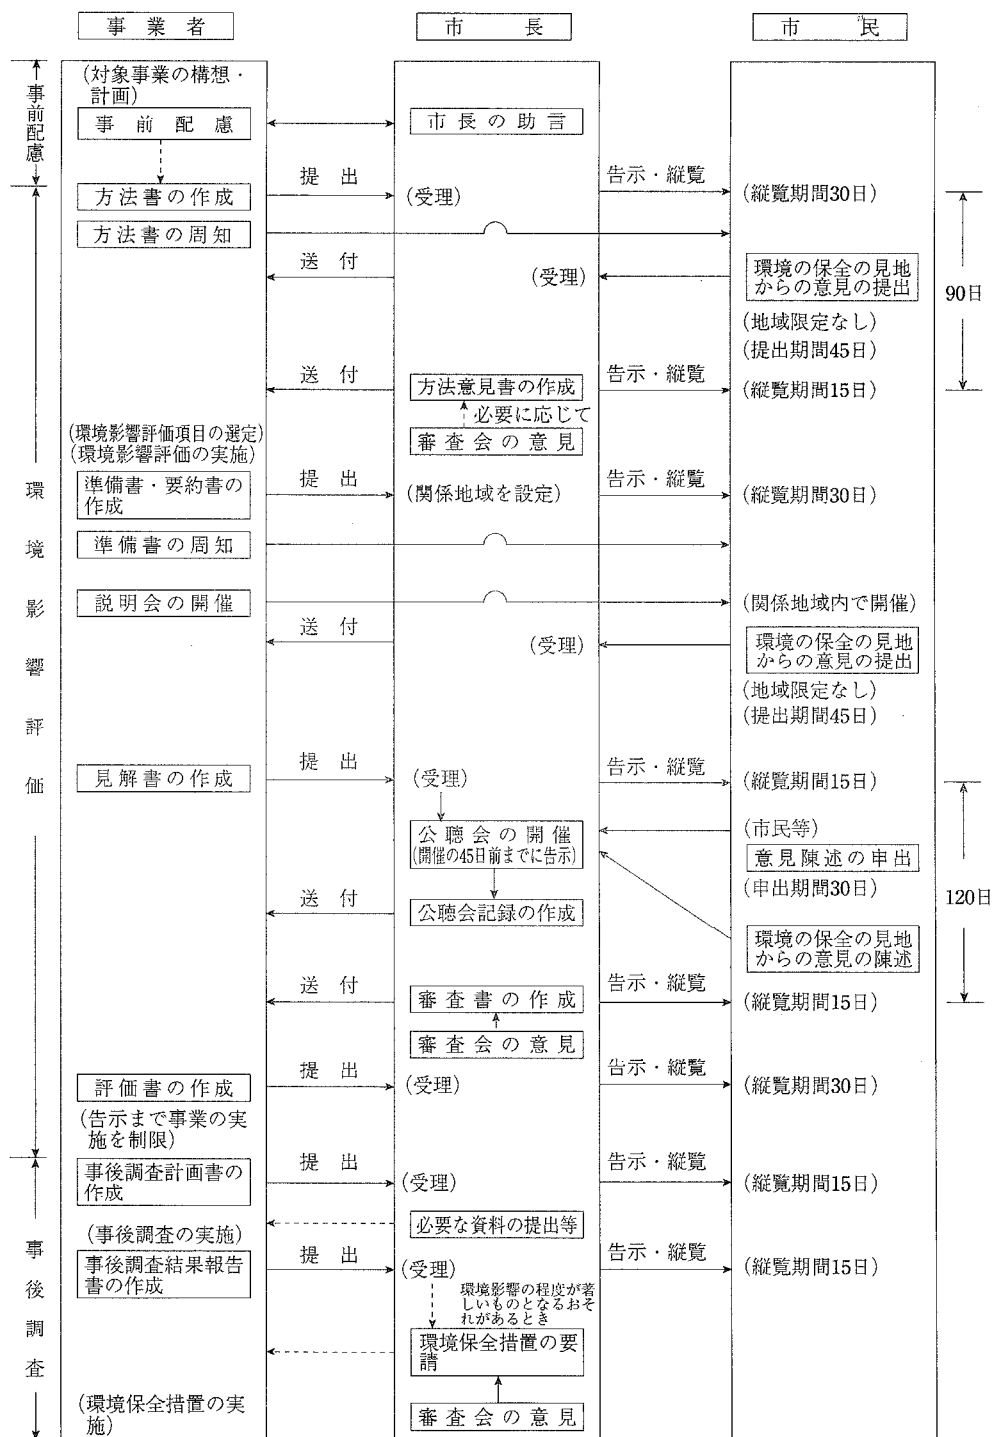 事業者
市長
市民
(対象事業の構想・
計画)
事前配慮
市長の助言
事前配慮
方法書の作成
提出
(受理)
告示・縦覧
(縦覧期間30日)
方法書の周知
送付
(受理)
環境の保全の見地
からの意見の提出
90日
(地域限定なし)
(提出期間45日)
送付
方法意見書の作成
告示・縦覧
(縦覧期間15日)
必要に応じて
審査会の意見
(環境影響評価項目の選定)
(環境影響評価の実施)
準備書・要約書の
作成
提出
(関係地域を設定)
告示・縦覧
(縦覧期間30日)
環境影響評価
準備書の周知
説明会の開催
(関係地域内で開催)
送付
(受理)
環境の保全の見地
からの意見の提出
(地域限定なし)
(提出期間45日)
見解書の作成
提出
(受理)
告示・縦覧
(縦覧期間15日)
公聴会の開催
(開催の45日前までに告示)
(市民等)
意見陳述の申出
(申出期間30日)
120日
送付
公聴会記録の作成
環境の保全の見地
からの意見の陳述
送付
審査書の作成
告示・縦覧
(縦覧期間15日)
審査会の意見
評価書の作成
提出
(受理)
告示・縦覧
(縦覧期間30日)
(告示まで事業の実
施を制限)
事後調査計画書の
作成
提出
(受理)
告示・縦覧
(縦覧期間15日)
必要な資料の提出等
(事後調査の実施)
事後調査結果報告
書の作成
提出
(受理)
告示・縦覧
(縦覧期間15日)
事後調査
環境影響の程度が著
しいものとなるおそ
れがあるとき
環境保全措置の要
請
(環境保全措置の実
施)
審査会の意見